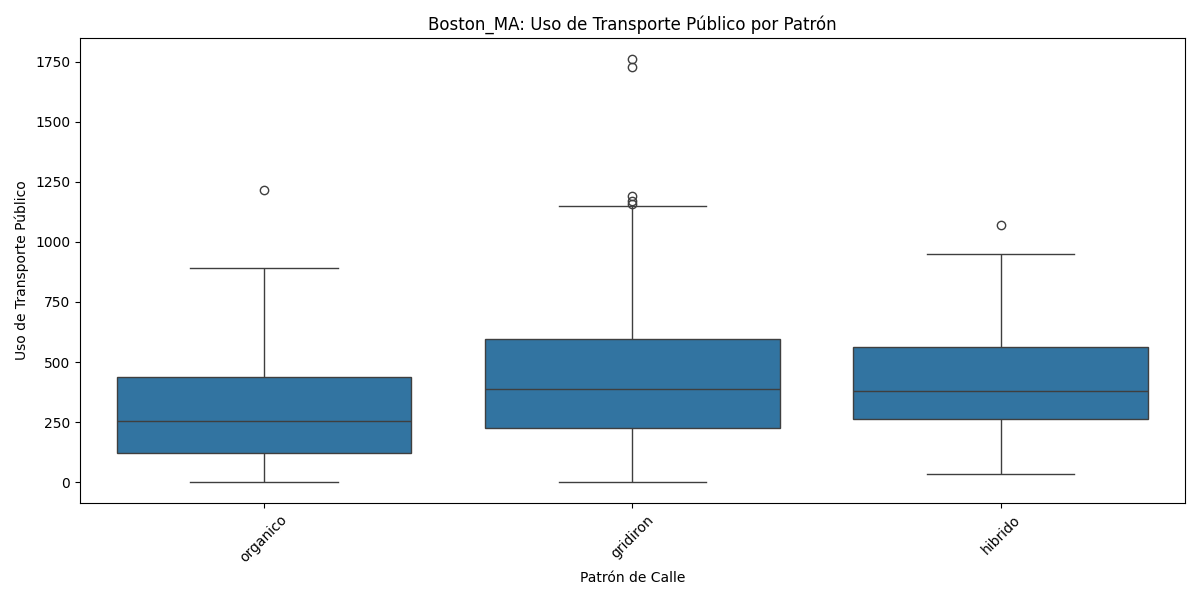 Boston_MA: Uso de Transporte Público por Patrón
Uso de Transporte Público
1750
1500
1250
1000
750
500
250
0
organico
gridiron
hibrido
Patrón de Calle